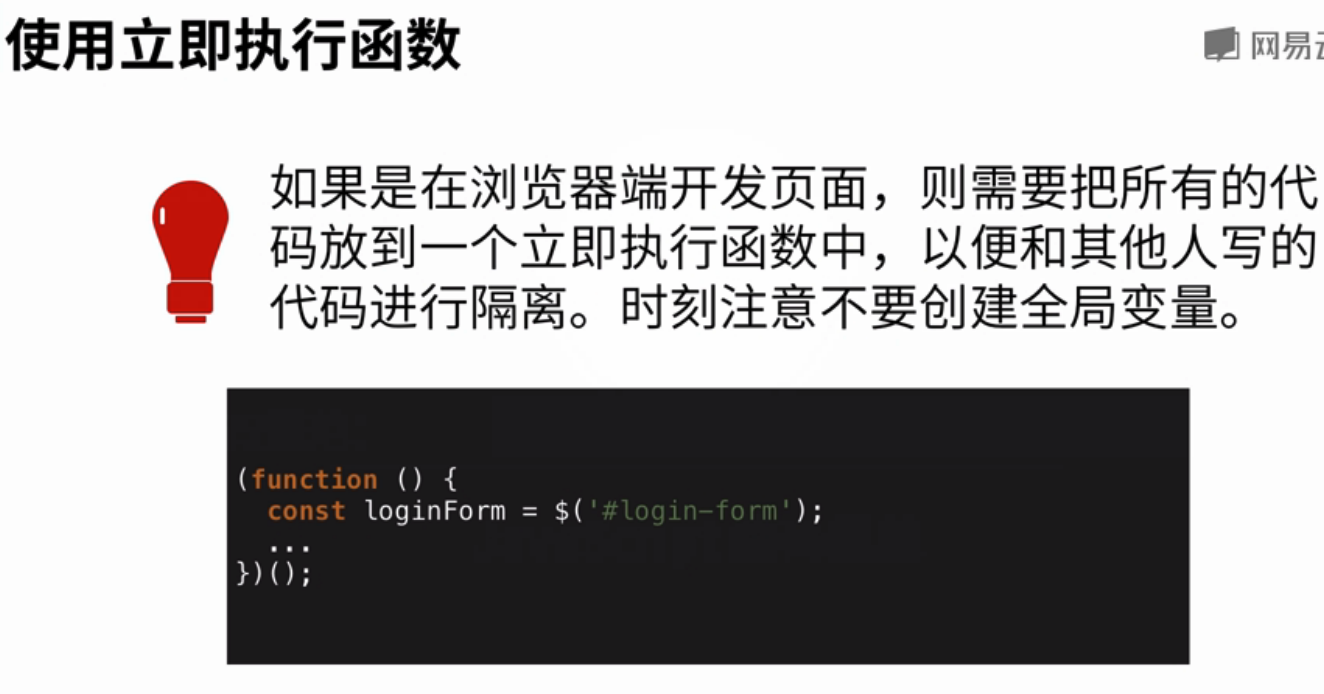 使用立即执行函数
网易云
如果是在浏览器端开发页面，则需要把所有的代
码放到一个立即执行函数中，以便和其他人写的
代码进行隔离。时刻注意不要创建全局变量。
(function () {
  const loginForm = $('#login-form');
  ...
})();